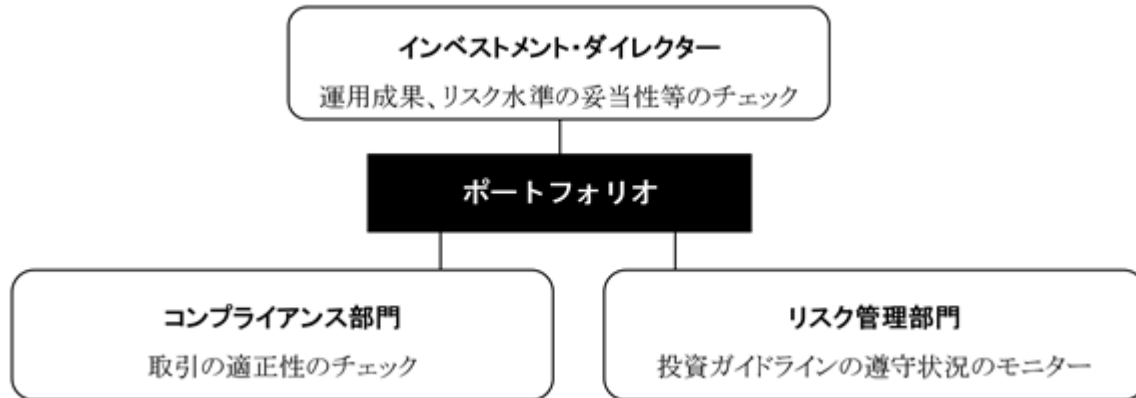 インベストメント・ダイレクター
運用成果、リスク水準の妥当性等のチェック
ポートフォリオ
コンプライアンス部門
取引の適正性のチェック
リスク管理部門
投資ガイドラインの遵守状況のモニター